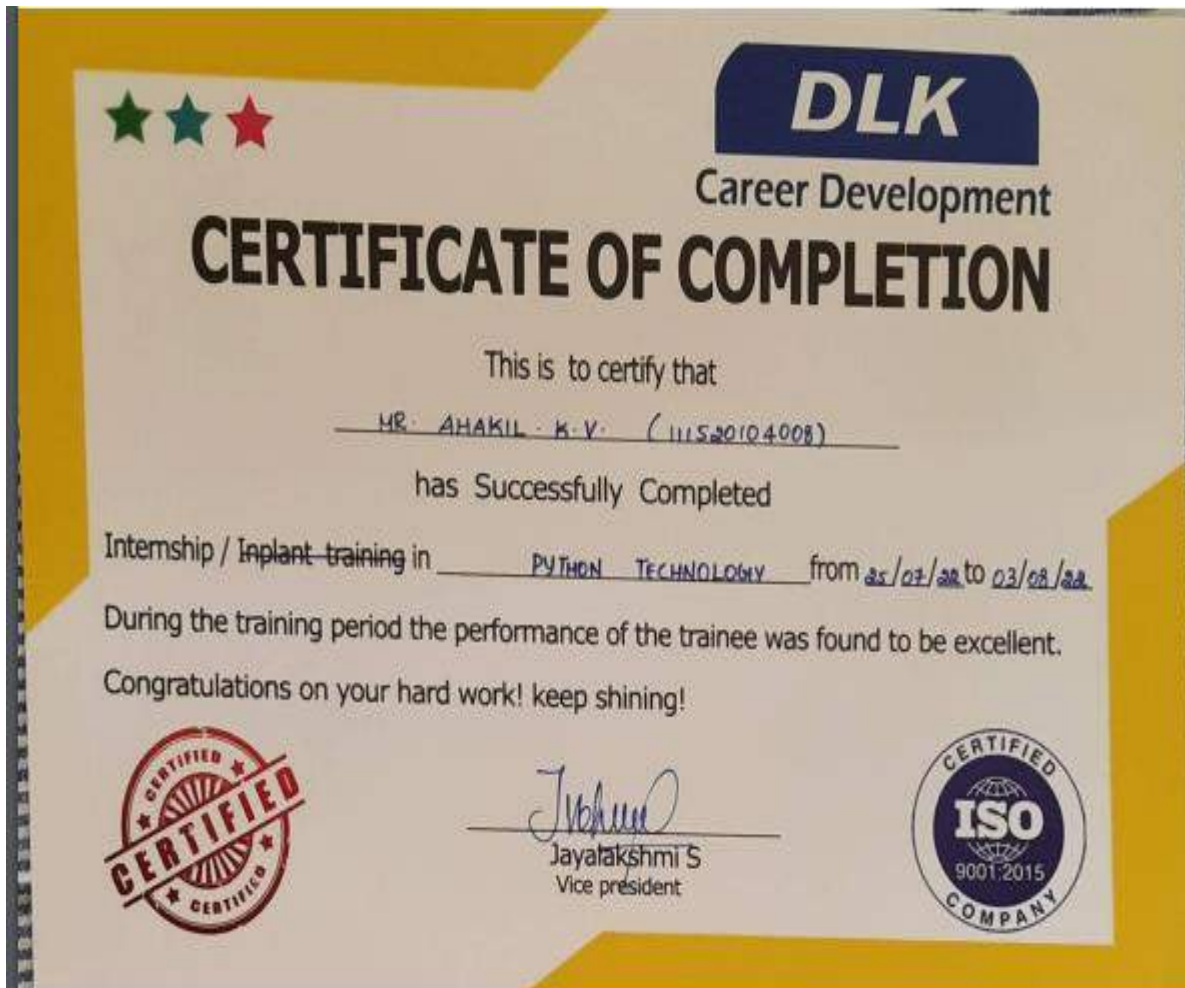 DLK
Career Development
CERTIFICATE OF COMPLETION
This is to certify that
MR. AHAKIL. K.V. (111520104008)
has Successfully Completed
Internship / Inplant training in PYTHON TECHNOLOGY from 25/07/22 to 03/08/22
During the training period the performance of the trainee was found to be excellent.
Congratulations on your hard work! keep shining!
CERTIFIED
CERTIFIED
CERTIFIED
Jayalakshmi S
Vice president
CERTIFIED
ISO
9001:2015
COMPANY